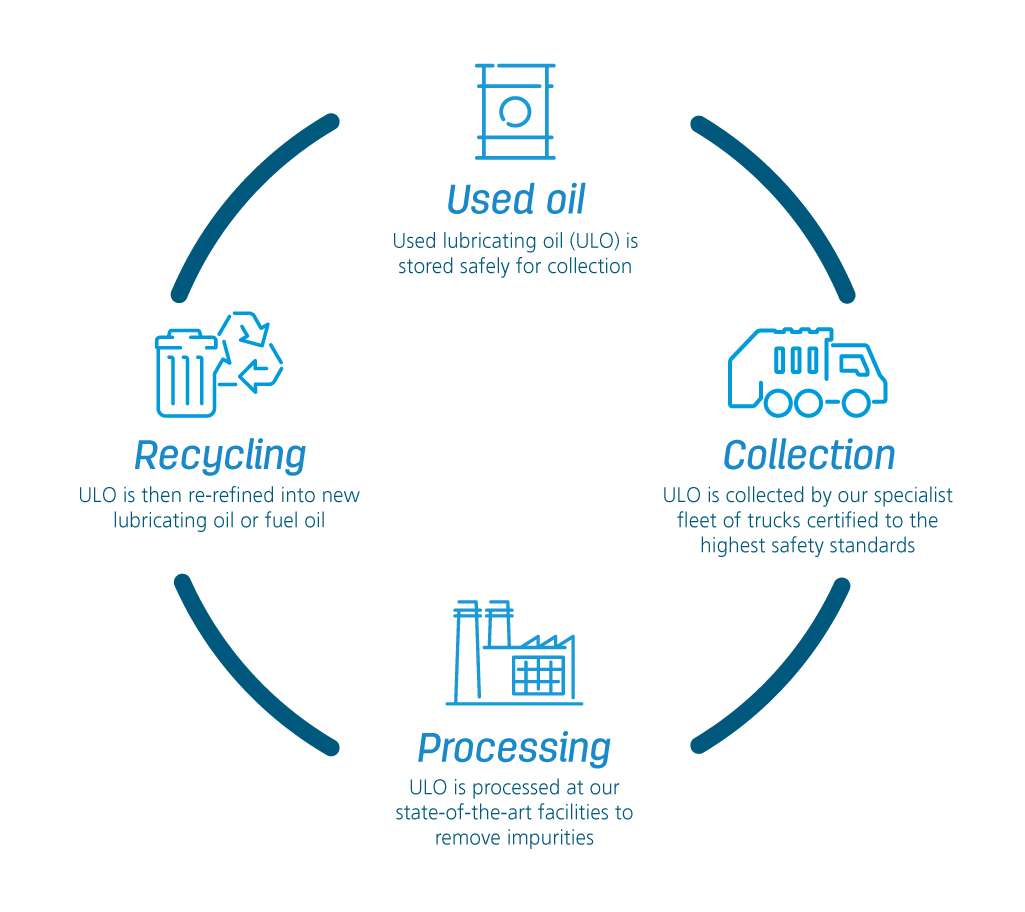 Used oil
Used lubricating oil (ULO) is
stored safely for collection
Recycling
ULO is then re-refined into new
lubricating oil or fuel oil
Collection
ULO is collected by our specialist
fleet of trucks certified to the
highest safety standards
Processing
ULO is processed at our
state-of-the-art facilities to
remove impurities